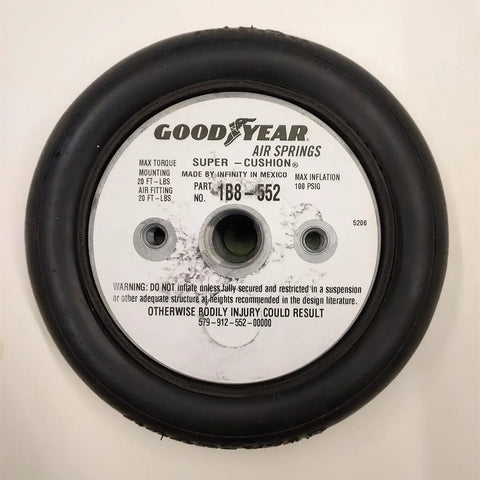 GOODYEAR
AIR SPRINGS
SUPER - CUSHION®
MADE BY INFINITY IN MEXICO
MAX TORQUE
MOUNTING
20 FT-LBS
AIR FITTING
20 FT-LBS
PART NO. 1B8-552
MAX INFLATION
100 PSIG
5206
WARNING: DO NOT inflate unless fully secured and restricted in a suspension
or other adequate structure at heights recommended in the design literature.
OTHERWISE BODILY INJURY COULD RESULT
579-912-552-00000